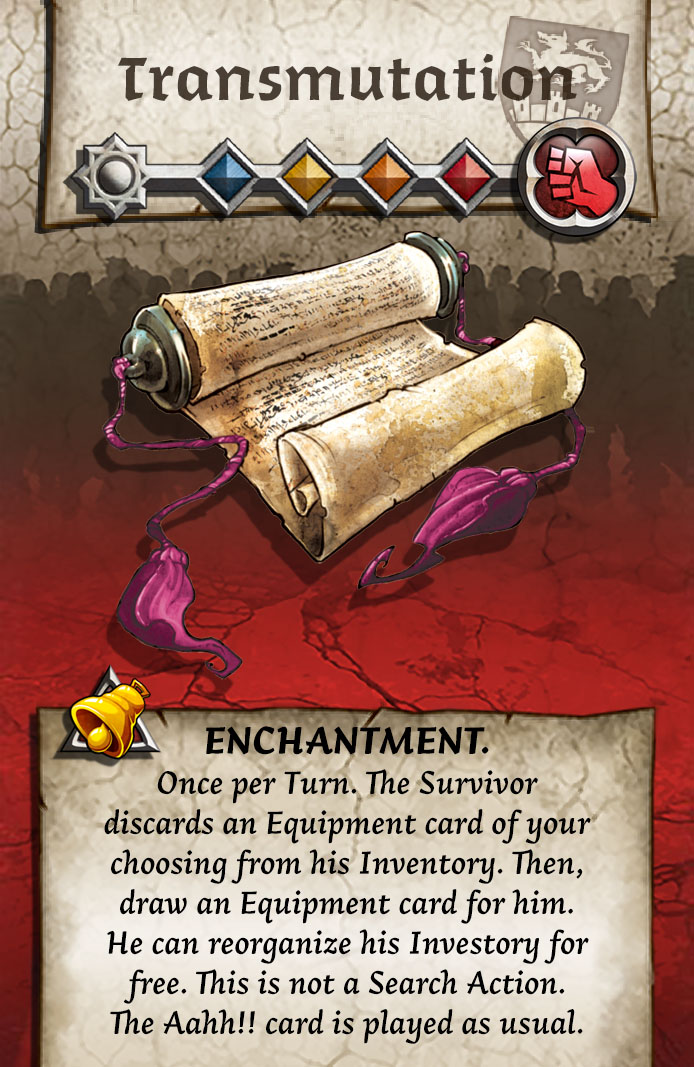 Transmutation
ENCHANTMENT.
Once per Turn. The Survivor
discards an Equipment card of your
choosing from his Inventory. Then,
draw an Equipment card for him.
He can reorganize his Investory for
free. This is not a Search Action.
The Aahh!! card is played as usual.